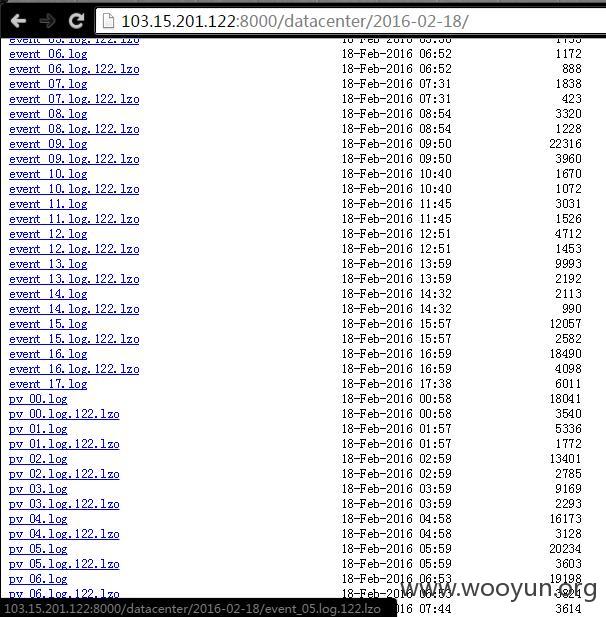 103.15.201.122:8000/datacenter/2016-02-18/
event_06.log 18-Feb-2016 06:52 1172
event_06.log.122.lzo 18-Feb-2016 06:52 888
event_07.log 18-Feb-2016 07:31 1838
event_07.log.122.lzo 18-Feb-2016 07:31 423
event_08.log 18-Feb-2016 08:54 3320
event_08.log.122.lzo 18-Feb-2016 08:54 1228
event_09.log 18-Feb-2016 09:50 22316
event_09.log.122.lzo 18-Feb-2016 09:50 3960
event_10.log 18-Feb-2016 10:40 1670
event_10.log.122.lzo 18-Feb-2016 10:40 1072
event_11.log 18-Feb-2016 11:45 3031
event_11.log.122.lzo 18-Feb-2016 11:45 1526
event_12.log 18-Feb-2016 12:51 4712
event_12.log.122.lzo 18-Feb-2016 12:51 1453
event_13.log 18-Feb-2016 13:59 9993
event_13.log.122.lzo 18-Feb-2016 13:59 2192
event_14.log 18-Feb-2016 14:32 2113
event_14.log.122.lzo 18-Feb-2016 14:32 990
event_15.log 18-Feb-2016 15:57 12057
event_15.log.122.lzo 18-Feb-2016 15:57 2582
event_16.log 18-Feb-2016 16:59 18490
event_16.log.122.lzo 18-Feb-2016 16:59 4098
event_17.log 18-Feb-2016 17:38 6011
pv_00.log 18-Feb-2016 00:58 18041
pv_00.log.122.lzo 18-Feb-2016 00:58 3540
pv_01.log 18-Feb-2016 01:57 5336
pv_01.log.122.lzo 18-Feb-2016 01:57 1772
pv_02.log 18-Feb-2016 02:59 13401
pv_02.log.122.lzo 18-Feb-2016 02:59 2785
pv_03.log 18-Feb-2016 03:59 9169
pv_03.log.122.lzo 18-Feb-2016 03:59 2293
pv_04.log 18-Feb-2016 04:58 16173
pv_04.log.122.lzo 18-Feb-2016 04:58 3128
pv_05.log 18-Feb-2016 05:59 20234
pv_05.log.122.lzo 18-Feb-2016 05:59 3603
pv_06.log 18-Feb-2016 06:53 19198
pv_06.log.122.lzo 18-Feb-2016 06:53 3824
www.wooyun.org
103.15.201.122:8000/datacenter/2016-02-18/event_05.log.122.lzo 07:44 3614